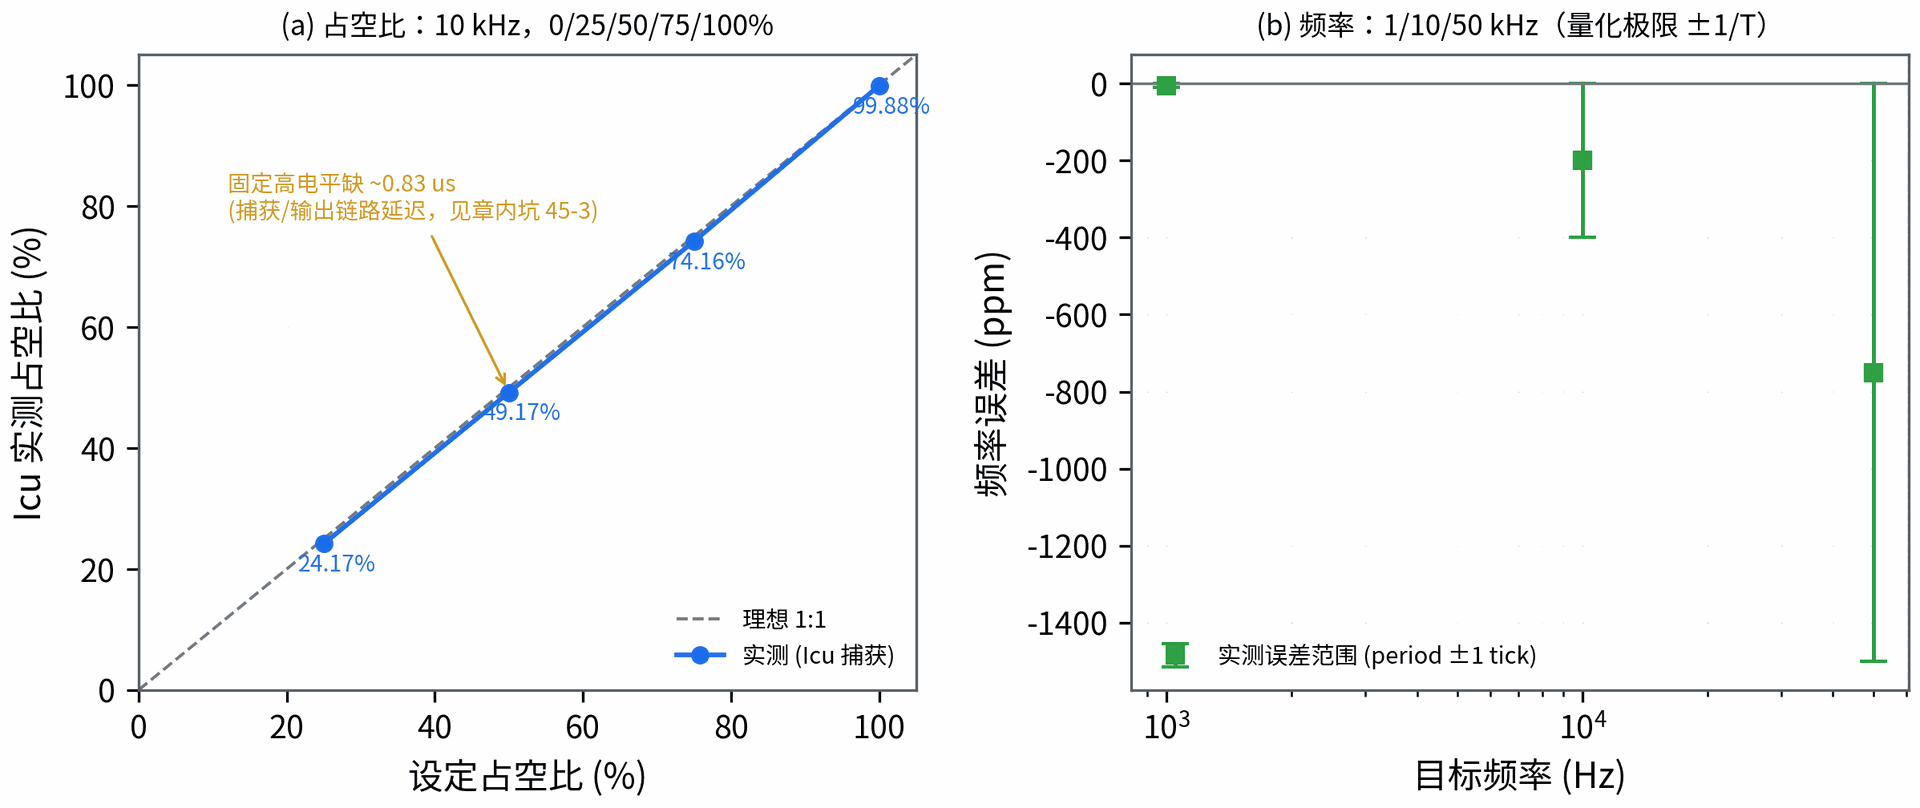 (a) 占空比：10 kHz，0/25/50/75/100%
Icu 实测占空比 (%)
100
80
60
40
20
0
99.88%
固定高电平缺 ~0.83 us
(捕获/输出链路延迟，见章内坑 45-3)
74.16%
49.17%
24.17%
理想 1:1
实测 (Icu 捕获)
0 20 40 60 80 100
设定占空比 (%)
(b) 频率：1/10/50 kHz（量化极限 ±1/T）
频率误差 (ppm)
0
-200
-400
-600
-800
-1000
-1200
-1400
实测误差范围 (period ±1 tick)
10³ 10⁴
目标频率 (Hz)